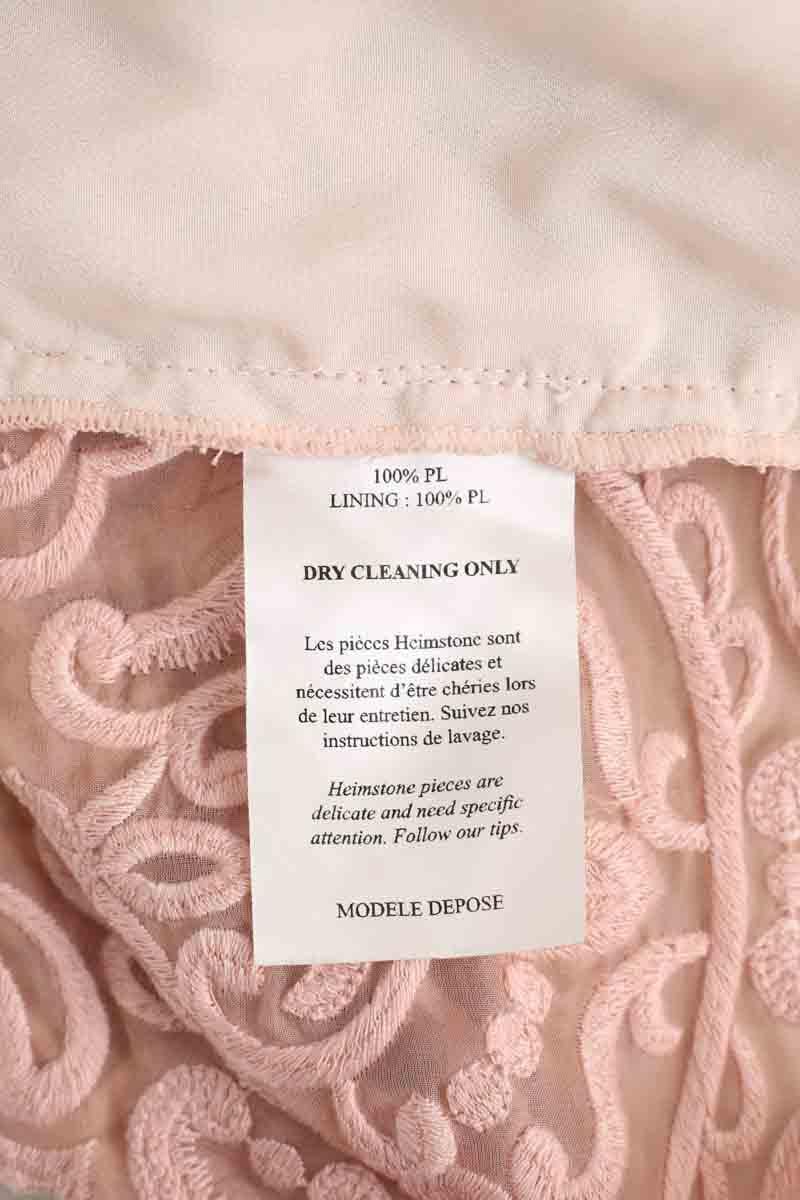 100% PL
LINING : 100% PL
DRY CLEANING ONLY
Les pièces Heimstone sont
des pièces délicates et
nécessitent d'être chéries lors
de leur entretien. Suivez nos
instructions de lavage.
Heimstone pieces are
delicate and need specific
attention. Follow our tips.
MODELE DEPOSE